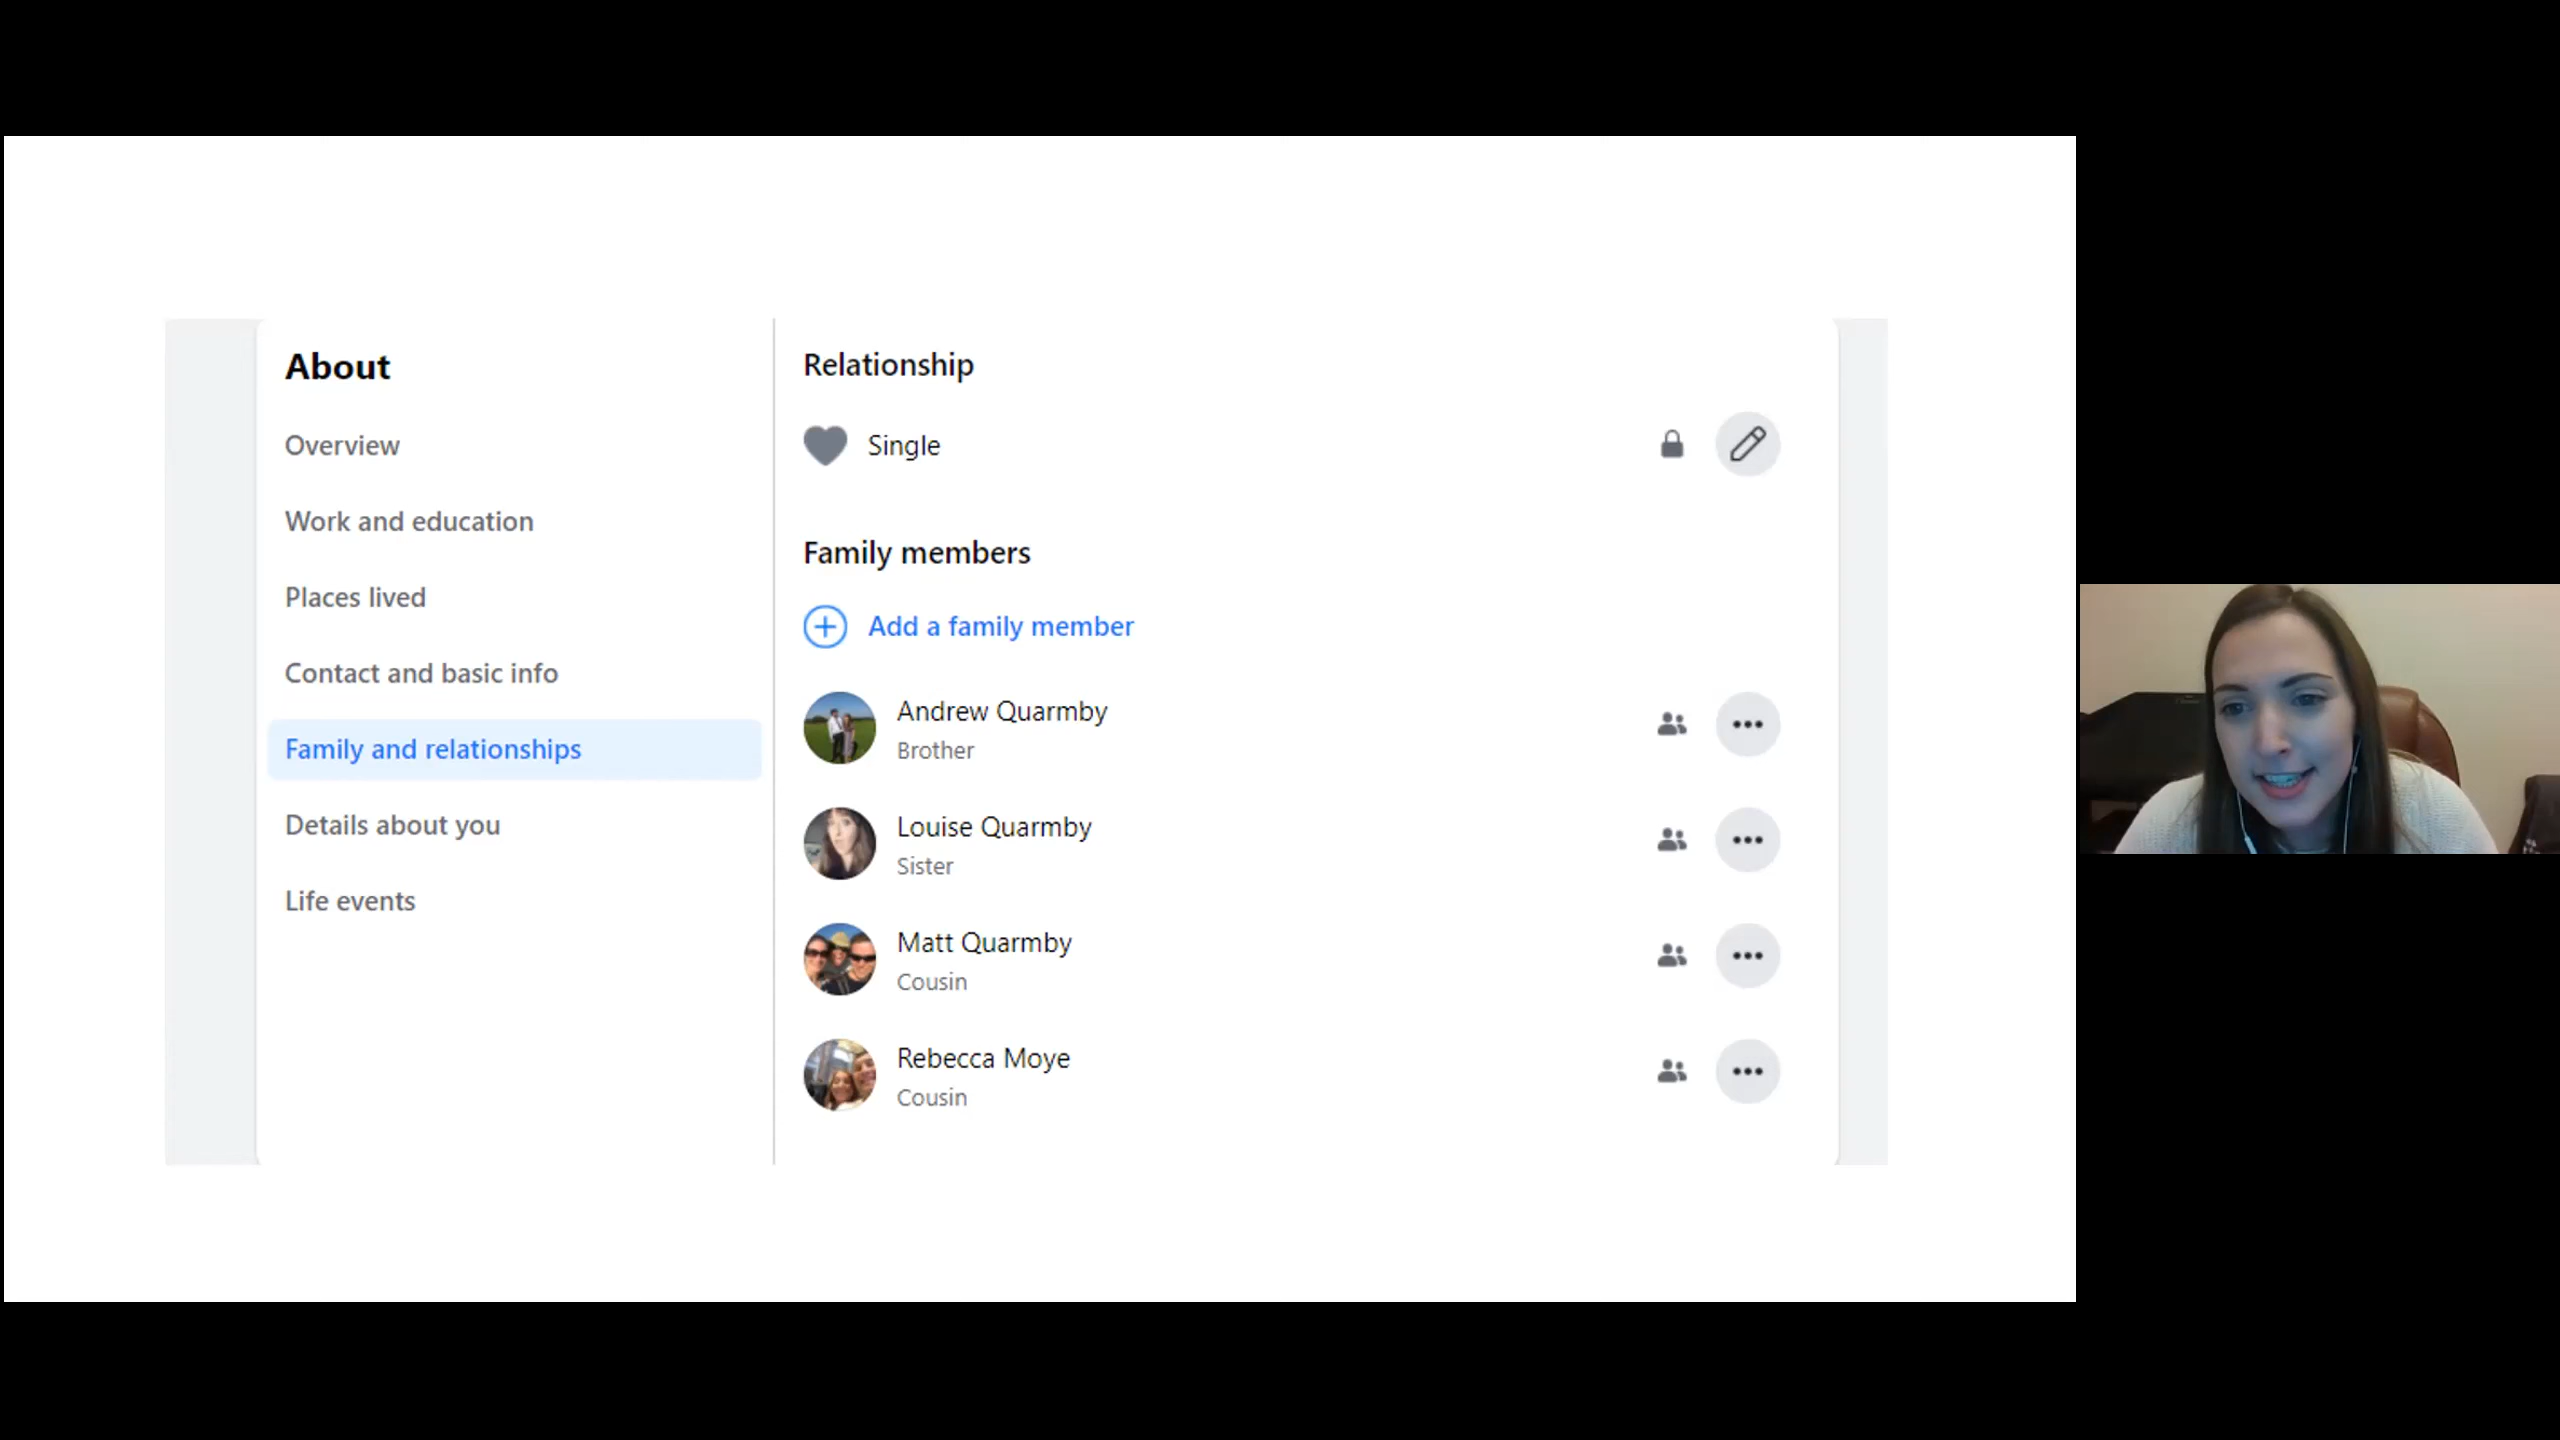 About
Overview
Work and education
Places lived
Contact and basic info
Family and relationships
Details about you
Life events
Relationship
Single
Family members
Add a family member
Andrew Quarmby
Brother
Louise Quarmby
Sister
Matt Quarmby
Cousin
Rebecca Moye
Cousin